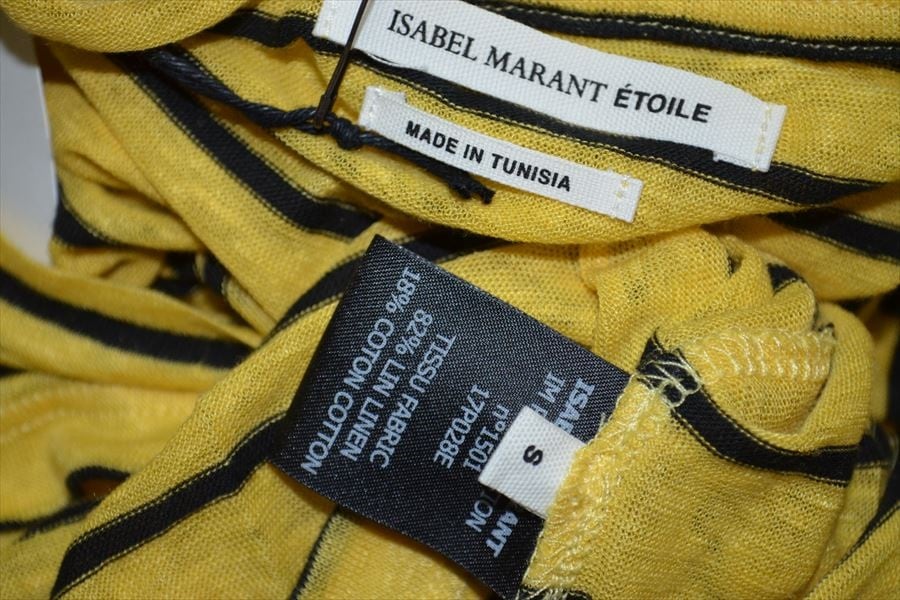 ISABEL MARANT ÉTOILE
MADE IN TUNISIA
ISAB
ANT
IM
ION
n°1501
17P028E
TISSU FABRIC
82% LIN LINEN
18% COTON COTTON
S